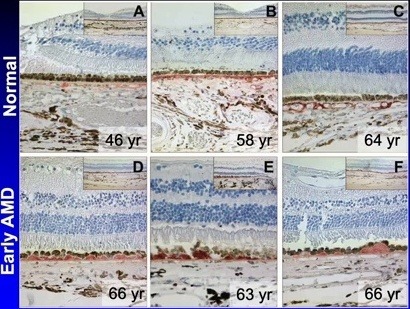 Normal
A
46 yr
B
58 yr
C
64 yr
Early AMD
D
66 yr
E
63 yr
F
66 yr